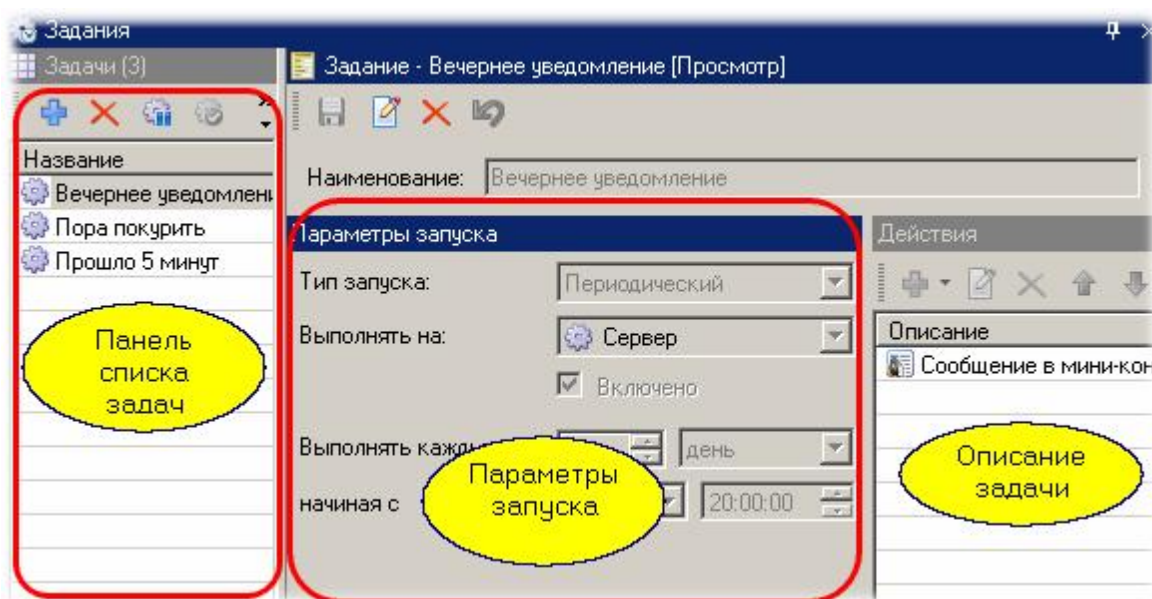 Задания
Задачи (3)
Задание - Вечернее уведомление [Просмотр]
Наименование: Вечернее уведомление
Название
Вечернее уведомлени
Пора покурить
Прошло 5 минут
Панель
списка
задач
Параметры запуска
Тип запуска: Периодический
Выполнять на: Сервер
Включено
Выполнять кажды день
начиная с 20:00:00
Параметры
запуска
Действия
Описание
Сообщение в мини-кон
Описание
задачи